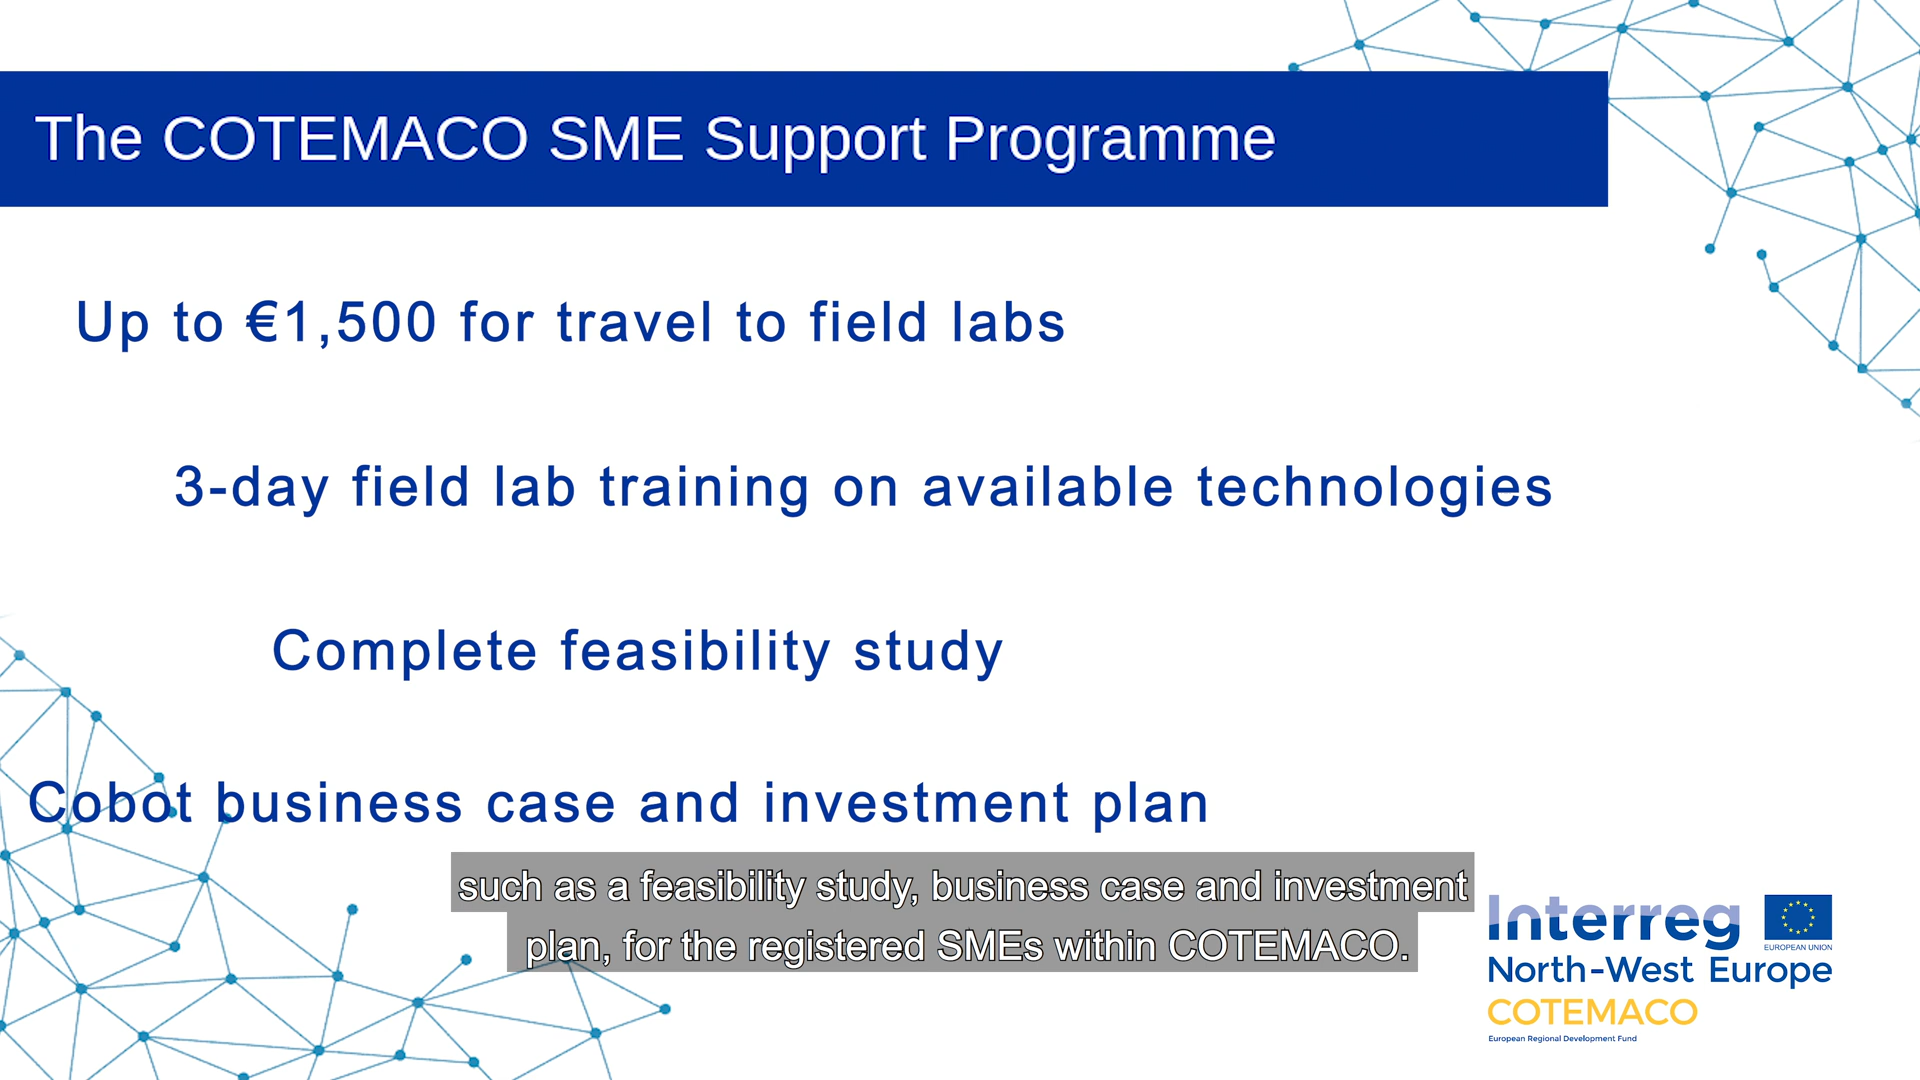 The COTEMACO SME Support Programme
Up to €1,500 for travel to field labs
3-day field lab training on available technologies
Complete feasibility study
Cobot business case and investment plan
such as a feasibility study, business case and investment
plan, for the registered SMEs within COTEMACO.
Interreg
EUROPEAN UNION
North-West Europe
COTEMACO
European Regional Development Fund